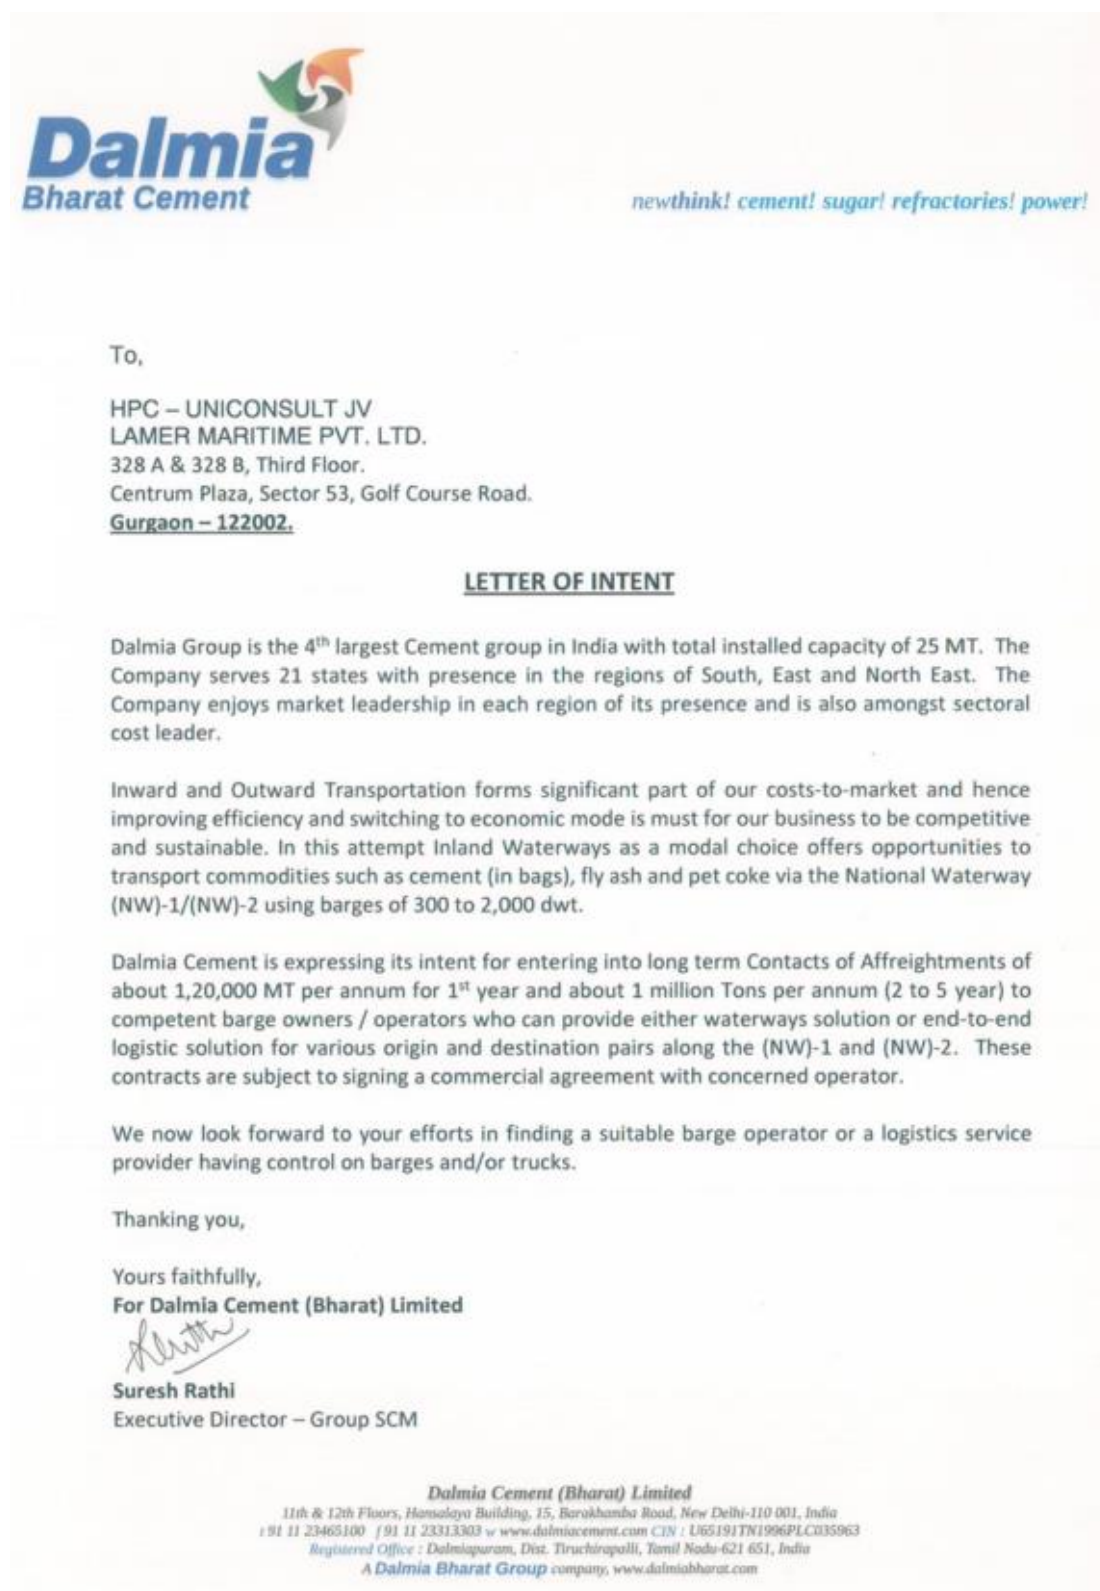 Dalmia
Bharat Cement
newthink! cement! sugar! refractories! power!
To,
HPC – UNICONSULT JV
LAMER MARITIME PVT. LTD.
328 A & 328 B, Third Floor.
Centrum Plaza, Sector 53, Golf Course Road.
Gurgaon – 122002.
LETTER OF INTENT
Dalmia Group is the 4th largest Cement group in India with total installed capacity of 25 MT. The
Company serves 21 states with presence in the regions of South, East and North East. The
Company enjoys market leadership in each region of its presence and is also amongst sectoral
cost leader.
Inward and Outward Transportation forms significant part of our costs-to-market and hence
improving efficiency and switching to economic mode is must for our business to be competitive
and sustainable. In this attempt Inland Waterways as a modal choice offers opportunities to
transport commodities such as cement (in bags), fly ash and pet coke via the National Waterway
(NW)-1/(NW)-2 using barges of 300 to 2,000 dwt.
Dalmia Cement is expressing its intent for entering into long term Contacts of Affreightments of
about 1,20,000 MT per annum for 1st year and about 1 million Tons per annum (2 to 5 year) to
competent barge owners / operators who can provide either waterways solution or end-to-end
logistic solution for various origin and destination pairs along the (NW)-1 and (NW)-2. These
contracts are subject to signing a commercial agreement with concerned operator.
We now look forward to your efforts in finding a suitable barge operator or a logistics service
provider having control on barges and/or trucks.
Thanking you,
Yours faithfully,
For Dalmia Cement (Bharat) Limited
Suresh Rathi
Executive Director – Group SCM
Dalmia Cement (Bharat) Limited
11th & 12th Floors, Hansalaya Building, 15, Barakhamba Road, New Delhi-110 001, India
t 91 11 23465100 f 91 11 23313303 w www.dalmiacement.com CIN : U65191TN1996PLC035963
Registered Office : Dalmiapuram, Dist. Tiruchirapalli, Tamil Nadu-621 651, India
A Dalmia Bharat Group company, www.dalmiabharat.com